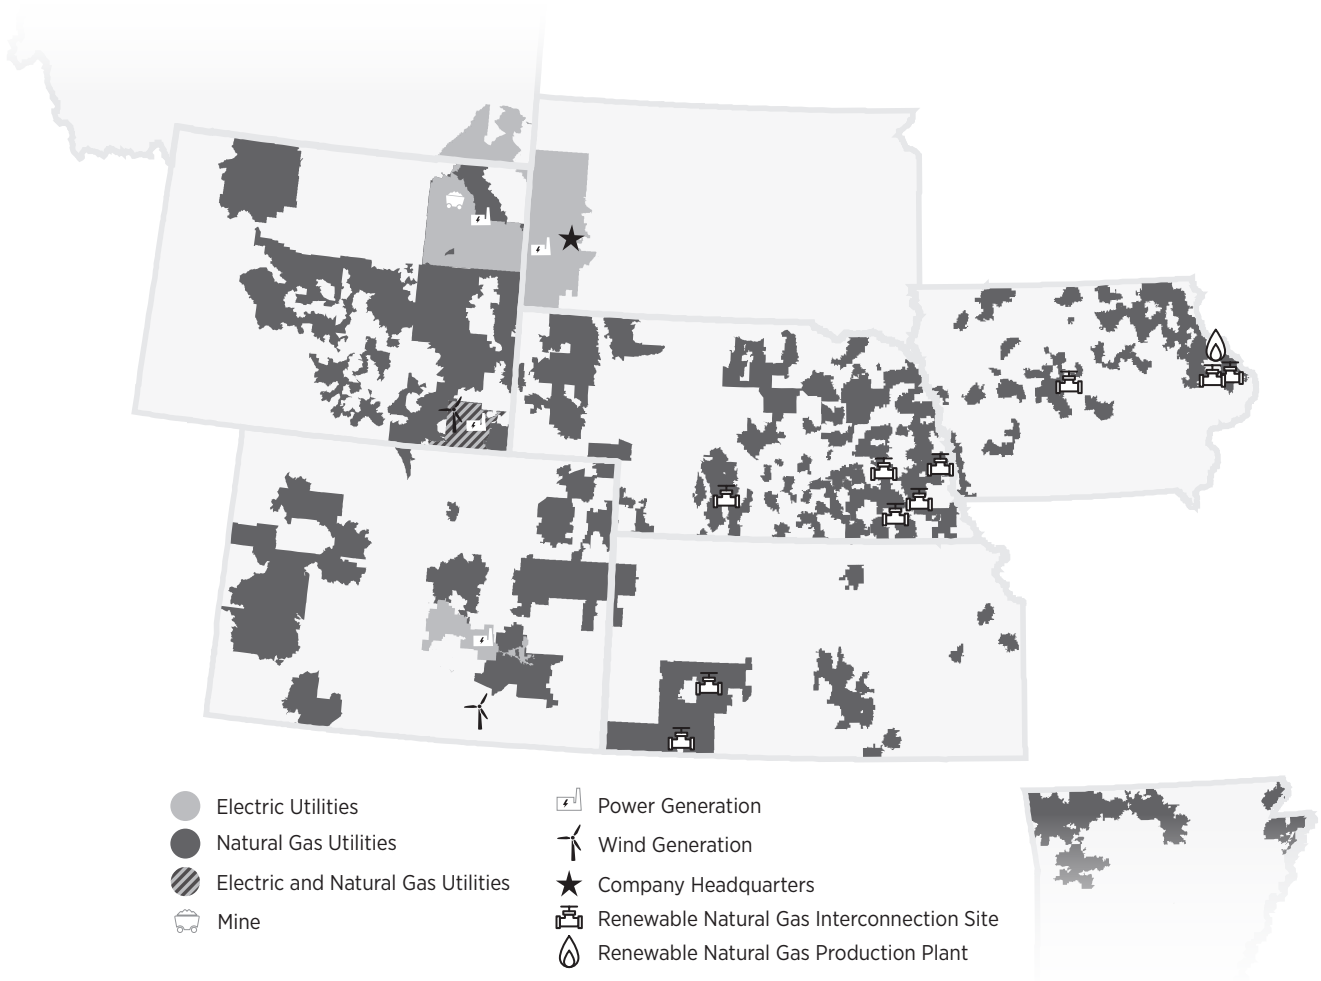 Electric Utilities
Natural Gas Utilities
Electric and Natural Gas Utilities
Mine
Power Generation
Wind Generation
Company Headquarters
Renewable Natural Gas Interconnection Site
Renewable Natural Gas Production Plant